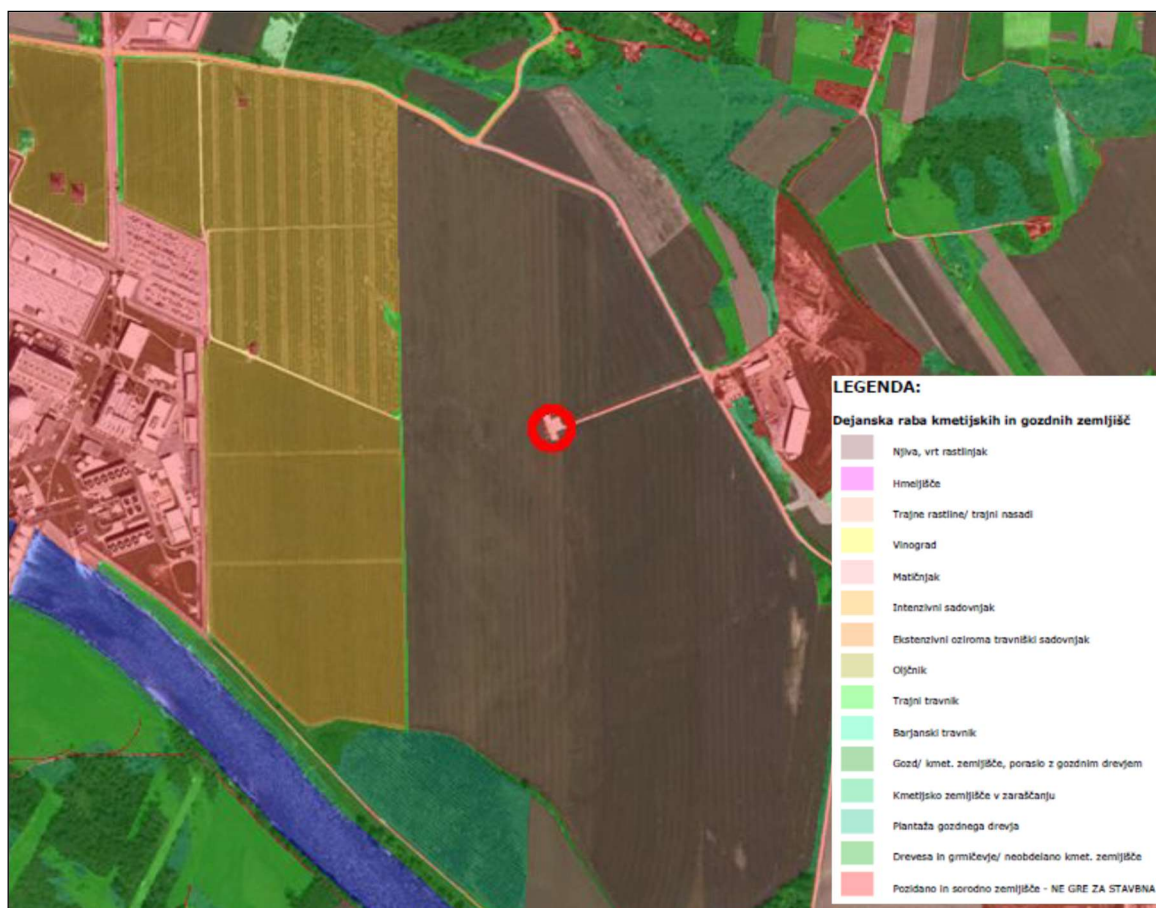 LEGENDA:
Dejanska raba kmetijskih in gozdnih zemljišč
Njiva, vrt rastlinjak
Hmeljišče
Trajne rastline/ trajni nasadi
Vinograd
Matičnjak
Intenzivni sadovnjak
Ekstenzivni oziroma travniški sadovnjak
Oljčnik
Trajni travnik
Barjanski travnik
Gozd/ kmet. zemljišče, poraslo z gozdnim drevjem
Kmetijsko zemljišče v zaraščanju
Plantaža gozdnega drevja
Drevesa in grmičevje/ neobdelano kmet. zemljišče
Pozidano in sorodno zemljišče - NE GRE ZA STAVBNA